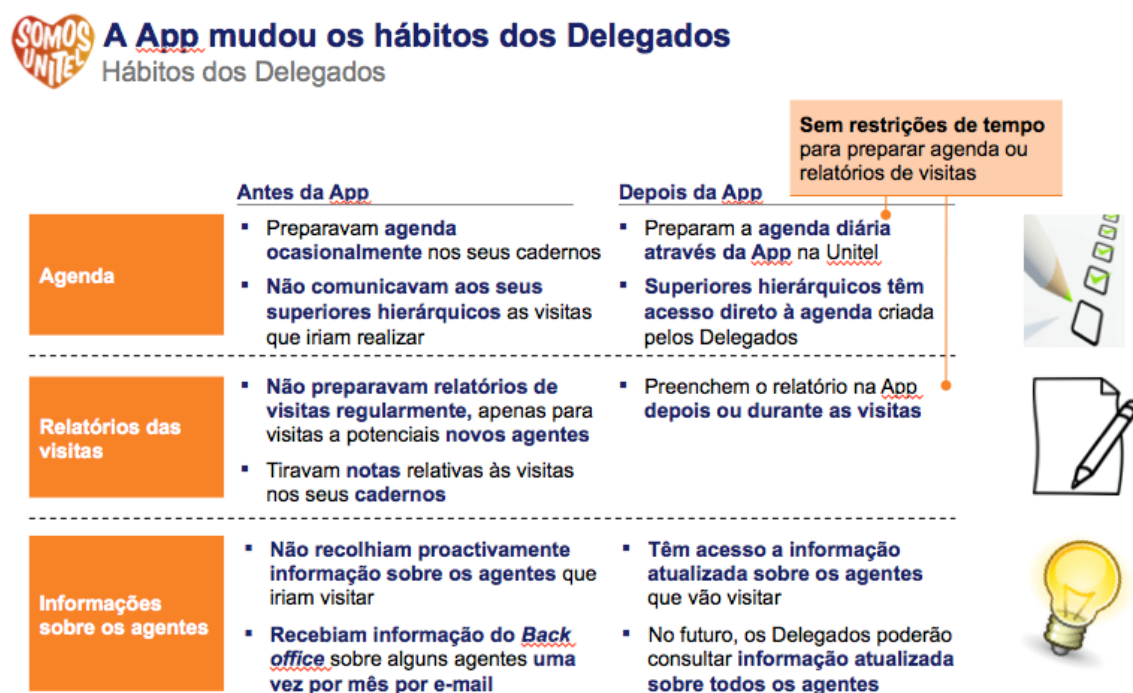 SOMOS
UNITEL
A App mudou os hábitos dos Delegados
Hábitos dos Delegados
Sem restrições de tempo
para preparar agenda ou
relatórios de visitas
Antes da App
Depois da App
Agenda
▪ Preparavam agenda
ocasionalmente nos seus cadernos
▪ Não comunicavam aos seus
superiores hierárquicos as visitas
que iriam realizar
▪ Preparam a agenda diária
através da App na Unitel
▪ Superiores hierárquicos têm
acesso direto à agenda criada
pelos Delegados
Relatórios das
visitas
▪ Não preparavam relatórios de
visitas regularmente, apenas para
visitas a potenciais novos agentes
▪ Tiravam notas relativas às visitas
nos seus cadernos
▪ Preenchem o relatório na App
depois ou durante as visitas
Informações
sobre os agentes
▪ Não recolhiam proactivamente
informação sobre os agentes que
iriam visitar
▪ Recebiam informação do Back
office sobre alguns agentes uma
vez por mês por e-mail
▪ Têm acesso a informação
atualizada sobre os agentes
que vão visitar
▪ No futuro, os Delegados poderão
consultar informação atualizada
sobre todos os agentes